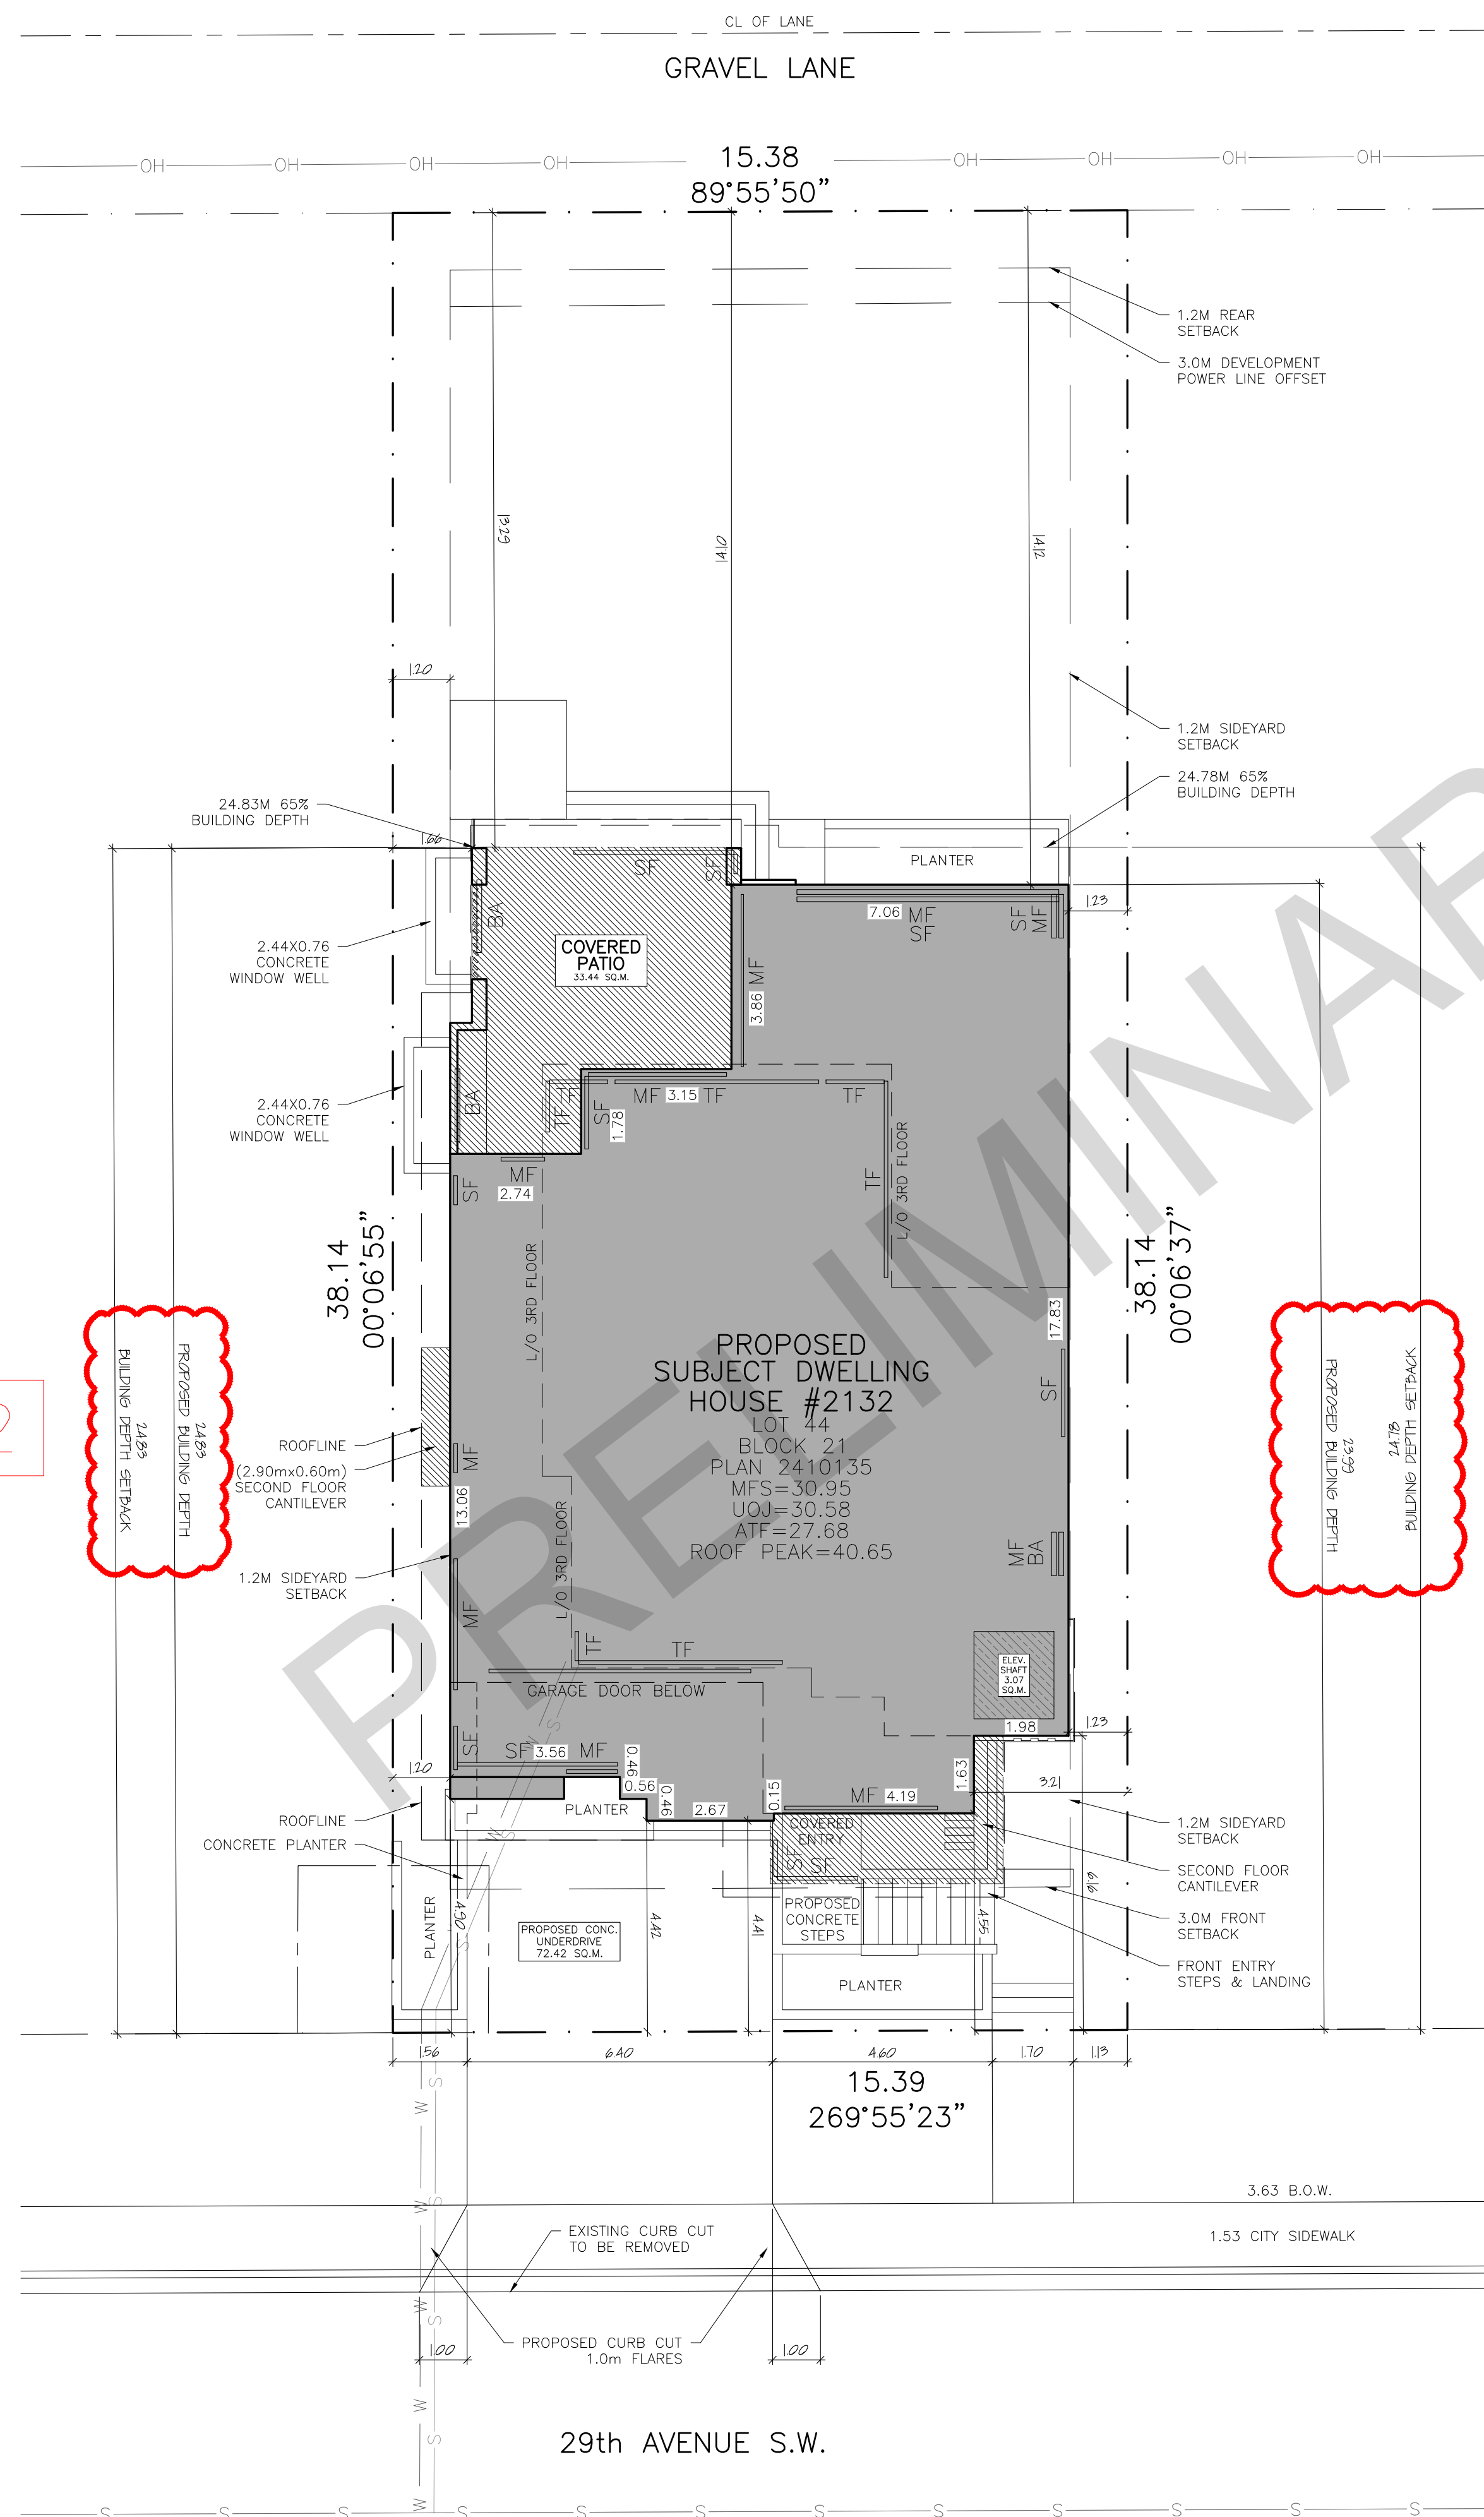 CL OF LANE
GRAVEL LANE
OH OH OH OH OH OH OH OH
15.38
89°55'50"
1.2M REAR
SETBACK
3.0M DEVELOPMENT
POWER LINE OFFSET
13.29
14.10
14.12
1.20
1.2M SIDEYARD
SETBACK
24.83M 65%
BUILDING DEPTH
24.78M 65%
BUILDING DEPTH
1.66
SF
SF
PLANTER
1.23
7.06
MF
SF
SF
MF
BA
COVERED
PATIO
33.44 SQ.M.
2.44X0.76
CONCRETE
WINDOW WELL
MF
3.86
2.44X0.76
CONCRETE
WINDOW WELL
BA
TF
TF
SF
MF
3.15
TF
TF
1.78
L/O 3RD FLOOR
TF
MF
2.74
SF
38.14
00°06'55"
38.14
00°06'37"
L/O 3RD FLOOR
17.83
PROPOSED
SUBJECT DWELLING
HOUSE #2132
LOT 44
BLOCK 21
PLAN 2410135
MFS=30.95
UOJ=30.58
ATF=27.68
ROOF PEAK=40.65
SF
24.83
BUILDING DEPTH SETBACK
24.83
PROPOSED BUILDING DEPTH
23.99
PROPOSED BUILDING DEPTH
24.78
BUILDING DEPTH SETBACK
ROOFLINE
(2.90mx0.60m)
SECOND FLOOR
CANTILEVER
MF
13.06
1.2M SIDEYARD
SETBACK
L/O 3RD FLOOR
MF
BA
MF
TF
TF
ELEV.
SHAFT
3.07
SQ.M.
GARAGE DOOR BELOW
1.98
1.23
SF
SF
3.56
MF
0.46
0.56
0.46
1.63
1.20
2.67
0.15
MF
4.19
3.21
ROOFLINE
PLANTER
COVERED
ENTRY
1.2M SIDEYARD
SETBACK
CONCRETE PLANTER
SF
SF
SECOND FLOOR
CANTILEVER
6.16
PLANTER
4.90
PROPOSED CONC.
UNDERDRIVE
72.42 SQ.M.
4.42
4.41
PROPOSED
CONCRETE
STEPS
4.55
3.0M FRONT
SETBACK
FRONT ENTRY
STEPS & LANDING
PLANTER
1.56
6.40
4.60
1.70
1.13
15.39
269°55'23"
W S
W S
3.63 B.O.W.
1.53 CITY SIDEWALK
EXISTING CURB CUT
TO BE REMOVED
W S
PROPOSED CURB CUT
1.0m FLARES
1.00
1.00
W S
29th AVENUE S.W.
W
S S S S S S S S S S S S